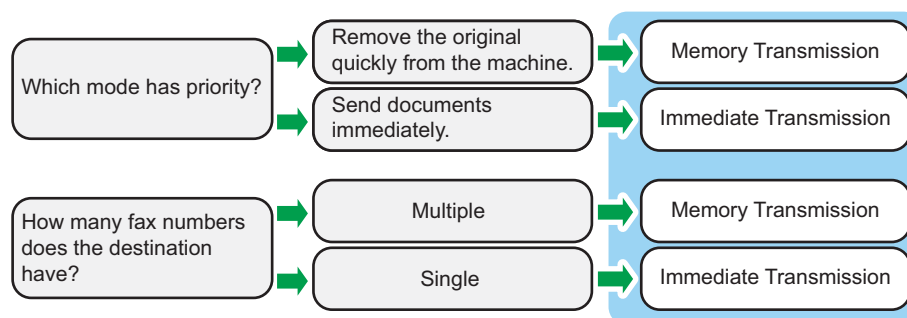 Which mode has priority?
Remove the original
quickly from the machine.
Memory Transmission
Send documents
immediately.
Immediate Transmission
How many fax numbers
does the destination
have?
Multiple
Memory Transmission
Single
Immediate Transmission